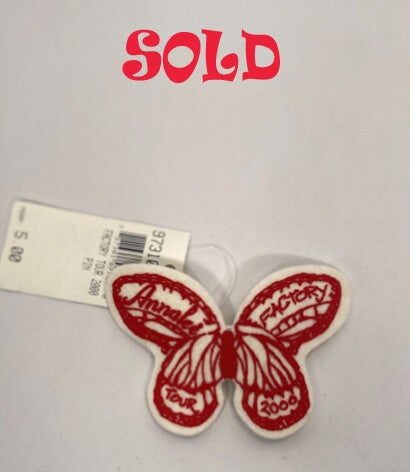 SOLD
9731
FACTORY TOUR 2000
PIN
5.00
Annalee
FACTORY
TOUR
2000